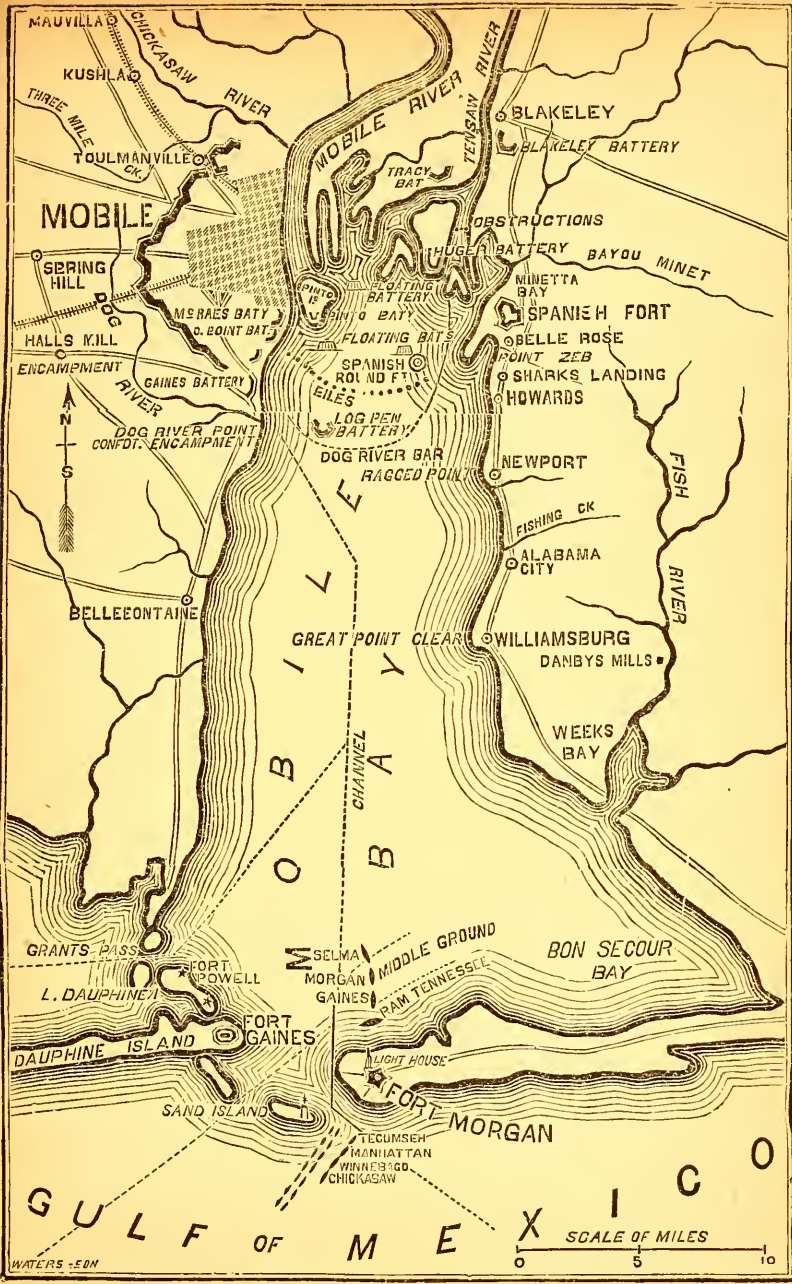 MAUVILLA
CHICKASAW RIVER
KUSHLA
THREE MILE CK.
TOULMANVILLE
MOBILE RIVER
TENSAW RIVER
BLAKELEY
BLAKELEY BATTERY
TRACY BAT
MOBILE
OBSTRUCTIONS
HUGER BATTERY
BAYOU MINET
SPRING HILL
MINETTA BAY
PINTO IS
FLOATING BATTERY
SPANISH FORT
DOG RIVER
McRAES BATY
PINTO BATY
O. POINT BAT.
FLOATING BATS
BELLE ROSE
HALLS MILL
POINT ZEB
ENCAMPMENT
SPANISH ROUND FT
SHARKS LANDING
GAINES BATTERY
HOWARDS
N
S
LOG PEN BATTERY
DOG RIVER POINT
CONFDT. ENCAMPMENT
DOG RIVER BAR
RAGGED POINT
NEWPORT
FISH RIVER
FISHING CK
ALABAMA CITY
BELLEFONTAINE
GREAT POINT CLEAR
WILLIAMSBURG
DANBYS MILLS
WEEKS BAY
CHANNEL
MOBILE BAY
GRANTS PASS
SELMA
MORGAN
GAINES
MIDDLE GROUND
RAM TENNESSEE
BON SECOUR BAY
FORT POWELL
L. DAUPHINE I
FORT GAINES
DAUPHINE ISLAND
LIGHT HOUSE
FORT MORGAN
SAND ISLAND
TECUMSEH
MANHATTAN
WINNEBAGO
CHICKASAW
GULF OF MEXICO
SCALE OF MILES
0 5 10